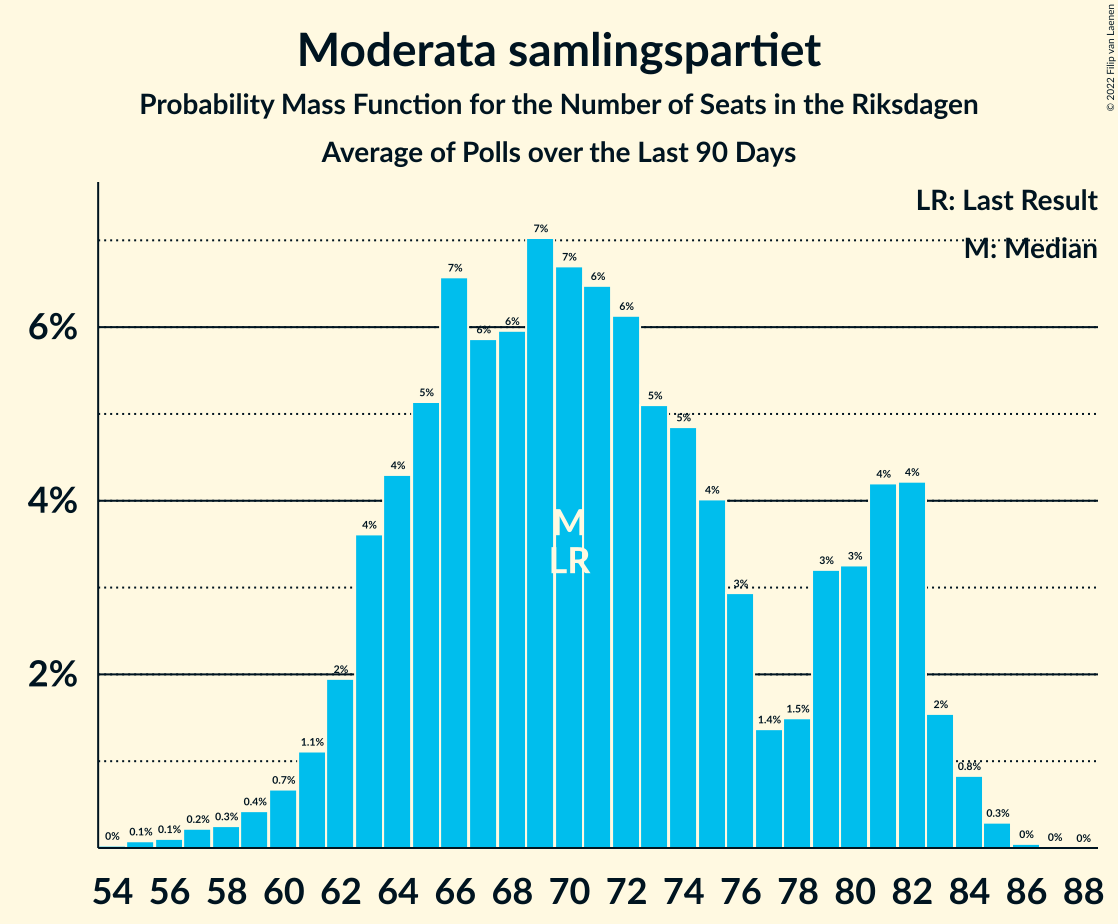 Moderata samlingspartiet
Probability Mass Function for the Number of Seats in the Riksdagen
Average of Polls over the Last 90 Days
© 2022 Filip van Laenen
LR: Last Result
M: Median
6%
4%
2%
0% 0.1% 0.1% 0.2% 0.3% 0.4% 0.7% 1.1% 2% 4% 4% 5% 7% 6% 6% 7% 7% 6% 6% 5% 5% 4% 3% 1.4% 1.5% 3% 3% 4% 4% 2% 0.8% 0.3% 0% 0% 0%
M
LR
54 56 58 60 62 64 66 68 70 72 74 76 78 80 82 84 86 88